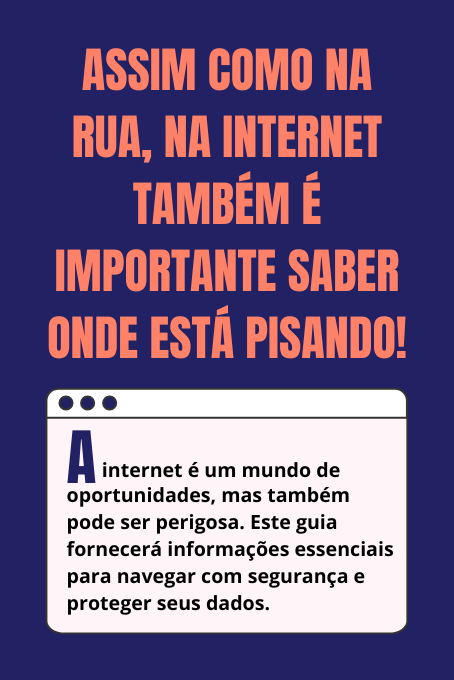 ASSIM COMO NA
RUA, NA INTERNET
TAMBÉM É
IMPORTANTE SABER
ONDE ESTÁ PISANDO!
A internet é um mundo de
oportunidades, mas também
pode ser perigosa. Este guia
fornecerá informações essenciais
para navegar com segurança e
proteger seus dados.